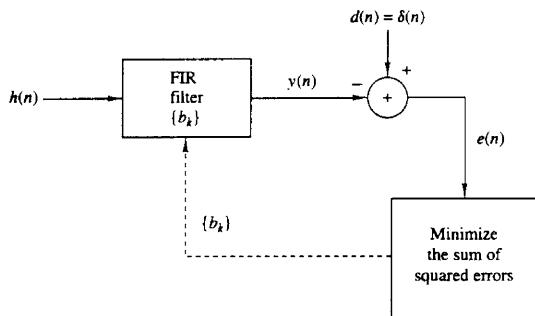 d(n) = δ(n)
FIR
filter
{b_k}
h(n)
y(n)
−
+
+
e(n)
{b_k}
Minimize
the sum of
squared errors